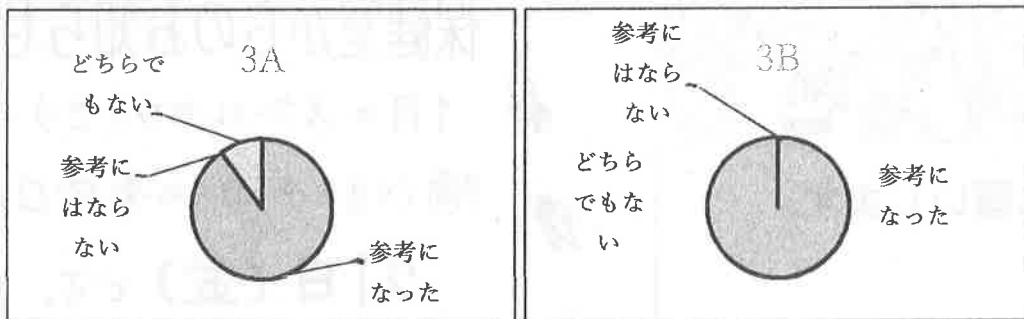 3A
どちらで
もない
参考に
はなら
ない
参考に
なった
3B
参考に
はなら
ない
どちら
でもな
い
参考に
なった